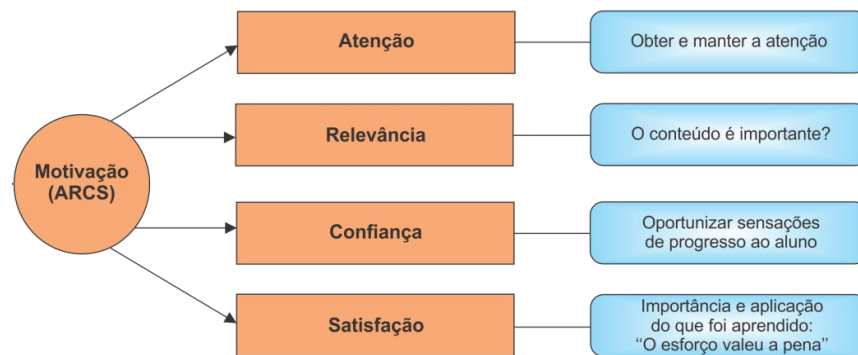 Motivação
(ARCS)
Atenção
Obter e manter a atenção
Relevância
O conteúdo é importante?
Confiança
Oportunizar sensações
de progresso ao aluno
Satisfação
Importância e aplicação
do que foi aprendido:
“O esforço valeu a pena”